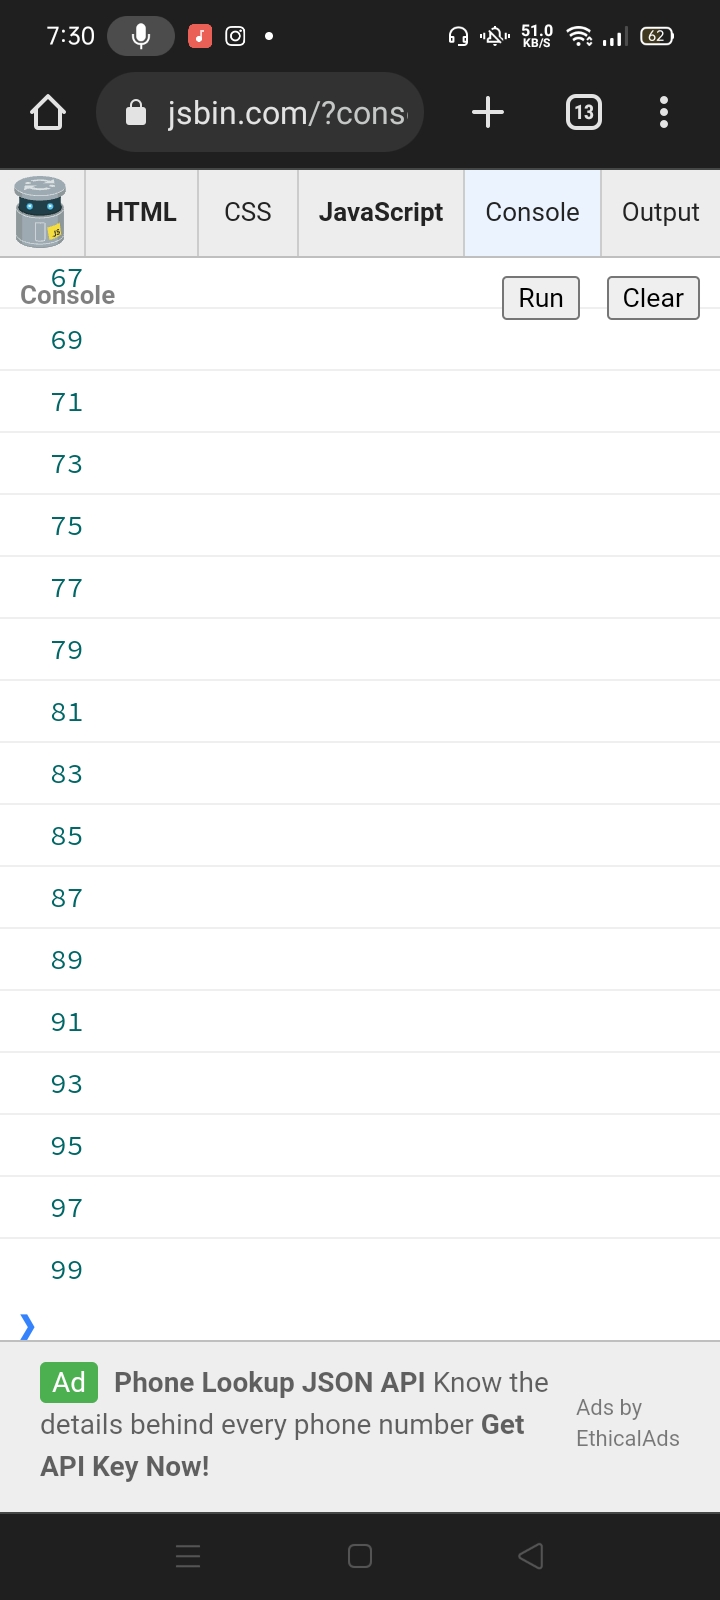 7:30
51.0
KB/S
62
jsbin.com/?cons
13
HTML
CSS
JavaScript
Console
Output
67
Console
Run
Clear
69
71
73
75
77
79
81
83
85
87
89
91
93
95
97
99
❯
Ad Phone Lookup JSON API Know the
details behind every phone number Get
API Key Now!
Ads by
EthicalAds